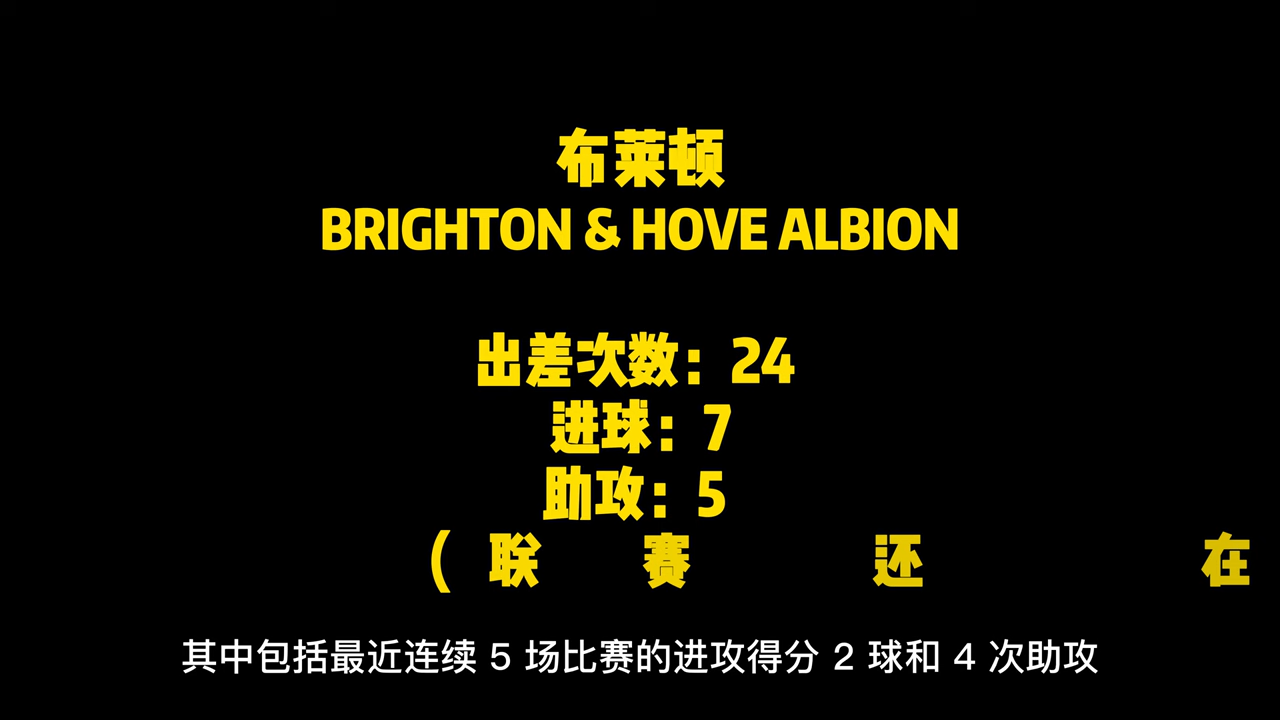 布莱顿
BRIGHTON & HOVE ALBION
出差次数：24
进球：7
助攻：5
（联赛还在
其中包括最近连续 5 场比赛的进攻得分 2 球和 4 次助攻